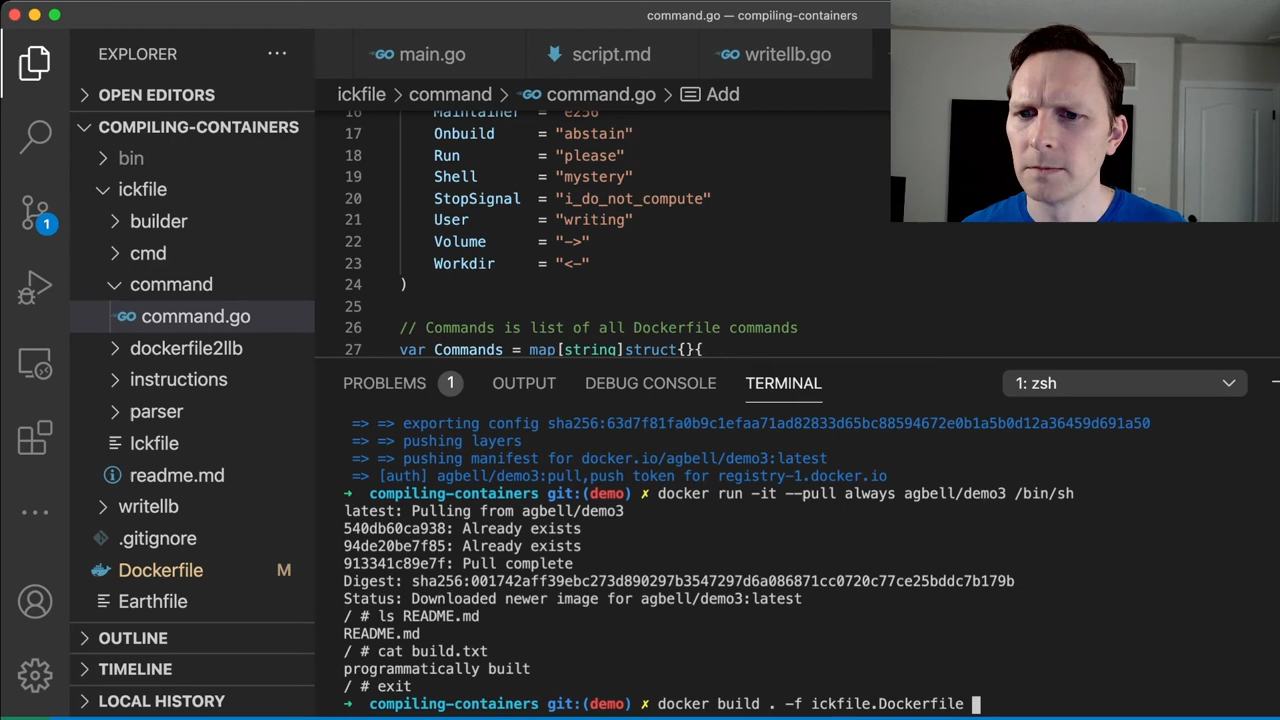 command.go — compiling-containers
EXPLORER
main.go
script.md
writellb.go
ickfile > command > command.go > Add
OPEN EDITORS
COMPILING-CONTAINERS
bin
ickfile
builder
cmd
command
command.go
dockerfile2llb
instructions
parser
Ickfile
readme.md
writellb
.gitignore
Dockerfile M
Earthfile
OUTLINE
TIMELINE
LOCAL HISTORY
1
16 Maintainer = "e256"
17 Onbuild = "abstain"
18 Run = "please"
19 Shell = "mystery"
20 StopSignal = "i_do_not_compute"
21 User = "writing"
22 Volume = "->"
23 Workdir = "<-"
24 )
25
26 // Commands is list of all Dockerfile commands
27 var Commands = map[string]struct{}{
PROBLEMS 1 OUTPUT DEBUG CONSOLE TERMINAL 1: zsh
=> => exporting config sha256:63d7f81fa0b9c1efaa71ad82833d65bc88594672e0b1a5b0d12a36459d691a50
=> => pushing layers
=> => pushing manifest for docker.io/agbell/demo3:latest
=> [auth] agbell/demo3:pull,push token for registry-1.docker.io
➜ compiling-containers git:(demo) ✗ docker run -it --pull always agbell/demo3 /bin/sh
latest: Pulling from agbell/demo3
540db60ca938: Already exists
94de20be7f85: Already exists
913341c89e7f: Pull complete
Digest: sha256:001742aff39ebc273d890297b3547297d6a086871cc0720c77ce25bddc7b179b
Status: Downloaded newer image for agbell/demo3:latest
/ # ls README.md
README.md
/ # cat build.txt
programmatically built
/ # exit
➜ compiling-containers git:(demo) ✗ docker build . -f ickfile.Dockerfile